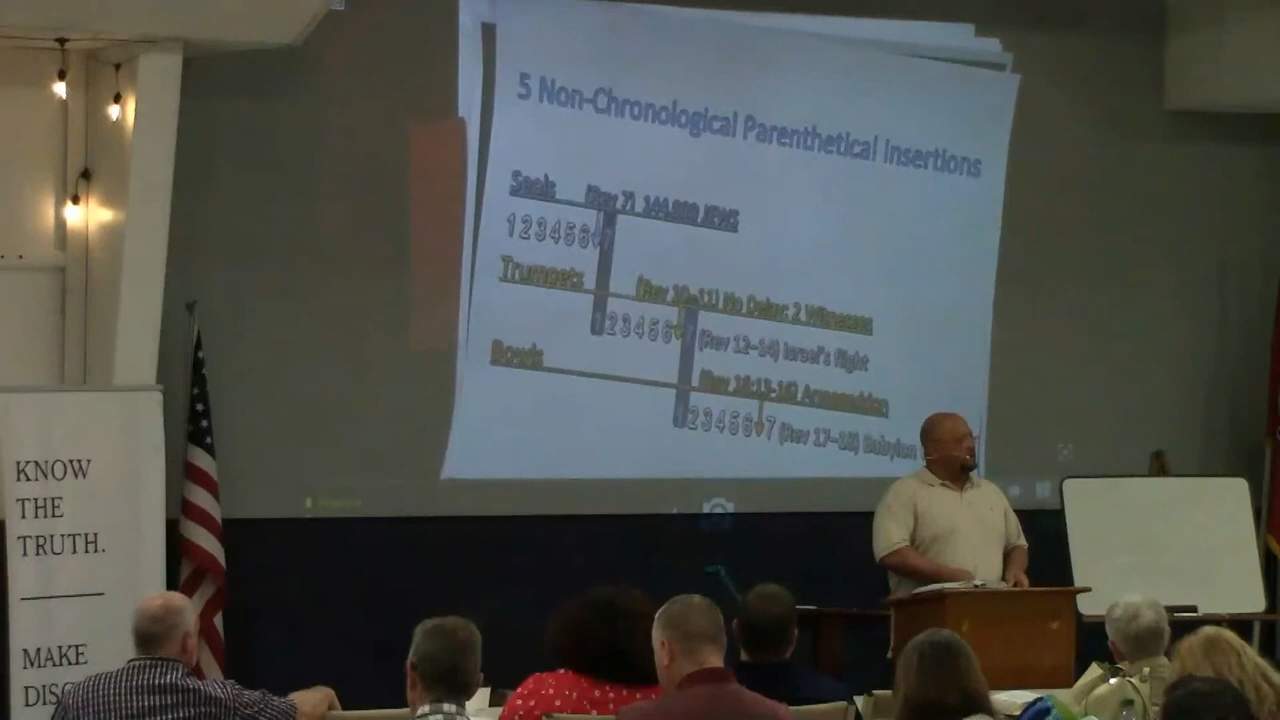 5 Non-Chronological Parenthetical Insertions
Seals (Rev 7) 144,000 JEWS
1 2 3 4 5 6 7
Trumpets (Rev 10-11) No Delay; 2 Witnesses
1 2 3 4 5 6 7 (Rev 12-14) Israel's flight
Bowls (Rev 16:13-16) Armageddon
1 2 3 4 5 6 7 (Rev 17-18) Babylon
KNOW
THE
TRUTH.
MAKE